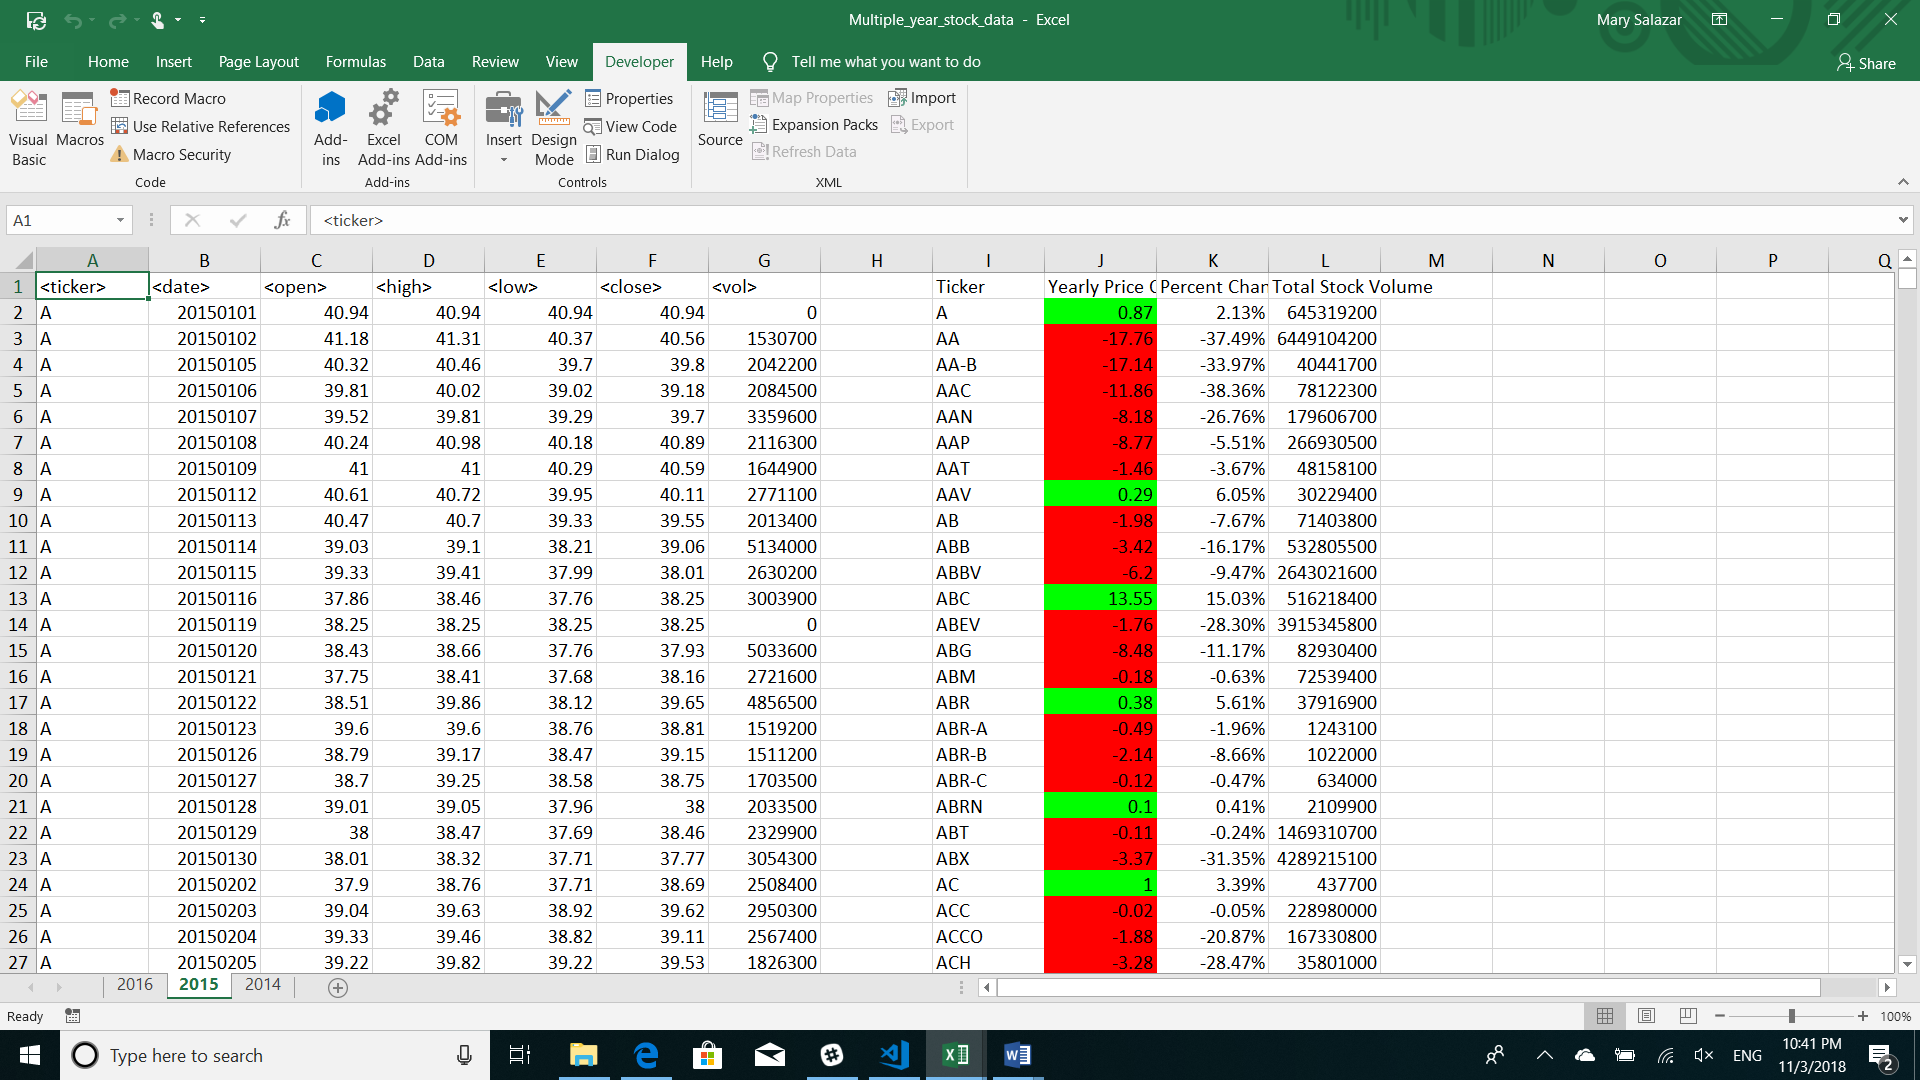 Multiple_year_stock_data - Excel
Mary Salazar
File Home Insert Page Layout Formulas Data Review View Developer Help Tell me what you want to do Share
Visual Basic
Macros
Record Macro
Use Relative References
Macro Security
Code
Add-ins
Excel Add-ins
COM Add-ins
Add-ins
Insert
Design Mode
Properties
View Code
Run Dialog
Controls
Source
Map Properties
Expansion Packs
Refresh Data
Import
Export
XML
A1 fx <ticker>
A B C D E F G H I J K L M N O P Q
1 <ticker> <date> <open> <high> <low> <close> <vol> Ticker Yearly Price C Percent Chan Total Stock Volume
2 A 20150101 40.94 40.94 40.94 40.94 0 A 0.87 2.13% 645319200
3 A 20150102 41.18 41.31 40.37 40.56 1530700 AA -17.76 -37.49% 6449104200
4 A 20150105 40.32 40.46 39.7 39.8 2042200 AA-B -17.14 -33.97% 40441700
5 A 20150106 39.81 40.02 39.02 39.18 2084500 AAC -11.86 -38.36% 78122300
6 A 20150107 39.52 39.81 39.29 39.7 3359600 AAN -8.18 -26.76% 179606700
7 A 20150108 40.24 40.98 40.18 40.89 2116300 AAP -8.77 -5.51% 266930500
8 A 20150109 41 41 40.29 40.59 1644900 AAT -1.46 -3.67% 48158100
9 A 20150112 40.61 40.72 39.95 40.11 2771100 AAV 0.29 6.05% 30229400
10 A 20150113 40.47 40.7 39.33 39.55 2013400 AB -1.98 -7.67% 71403800
11 A 20150114 39.03 39.1 38.21 39.06 5134000 ABB -3.42 -16.17% 532805500
12 A 20150115 39.33 39.41 37.99 38.01 2630200 ABBV -6.2 -9.47% 2643021600
13 A 20150116 37.86 38.46 37.76 38.25 3003900 ABC 13.55 15.03% 516218400
14 A 20150119 38.25 38.25 38.25 38.25 0 ABEV -1.76 -28.30% 3915345800
15 A 20150120 38.43 38.66 37.76 37.93 5033600 ABG -8.48 -11.17% 82930400
16 A 20150121 37.75 38.41 37.68 38.16 2721600 ABM -0.18 -0.63% 72539400
17 A 20150122 38.51 39.86 38.12 39.65 4856500 ABR 0.38 5.61% 37916900
18 A 20150123 39.6 39.6 38.76 38.81 1519200 ABR-A -0.49 -1.96% 1243100
19 A 20150126 38.79 39.17 38.47 39.15 1511200 ABR-B -2.14 -8.66% 1022000
20 A 20150127 38.7 39.25 38.58 38.75 1703500 ABR-C -0.12 -0.47% 634000
21 A 20150128 39.01 39.05 37.96 38 2033500 ABRN 0.1 0.41% 2109900
22 A 20150129 38 38.47 37.69 38.46 2329900 ABT -0.11 -0.24% 1469310700
23 A 20150130 38.01 38.32 37.71 37.77 3054300 ABX -3.37 -31.35% 4289215100
24 A 20150202 37.9 38.76 37.71 38.69 2508400 AC 1 3.39% 437700
25 A 20150203 39.04 39.63 38.92 39.62 2950300 ACC -0.02 -0.05% 228980000
26 A 20150204 39.33 39.46 38.82 39.11 2567400 ACCO -1.88 -20.87% 167330800
27 A 20150205 39.22 39.82 39.22 39.53 1826300 ACH -3.28 -28.47% 35801000
2016 2015 2014
Ready 100%
Type here to search
ENG
10:41 PM
11/3/2018
2